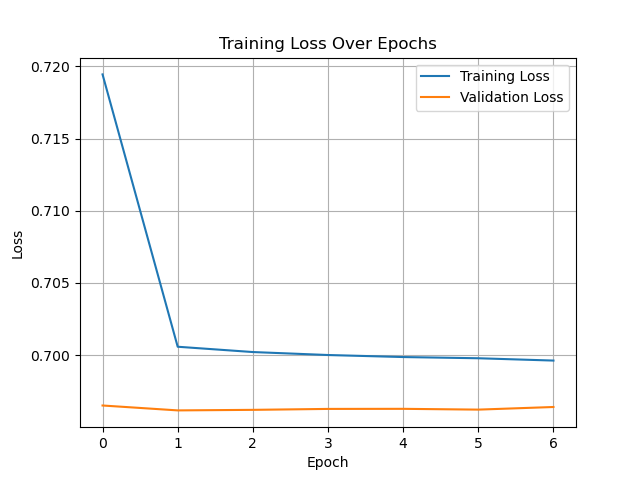 Training Loss Over Epochs
0.720
0.715
0.710
0.705
0.700
Loss
Training Loss
Validation Loss
0 1 2 3 4 5 6
Epoch